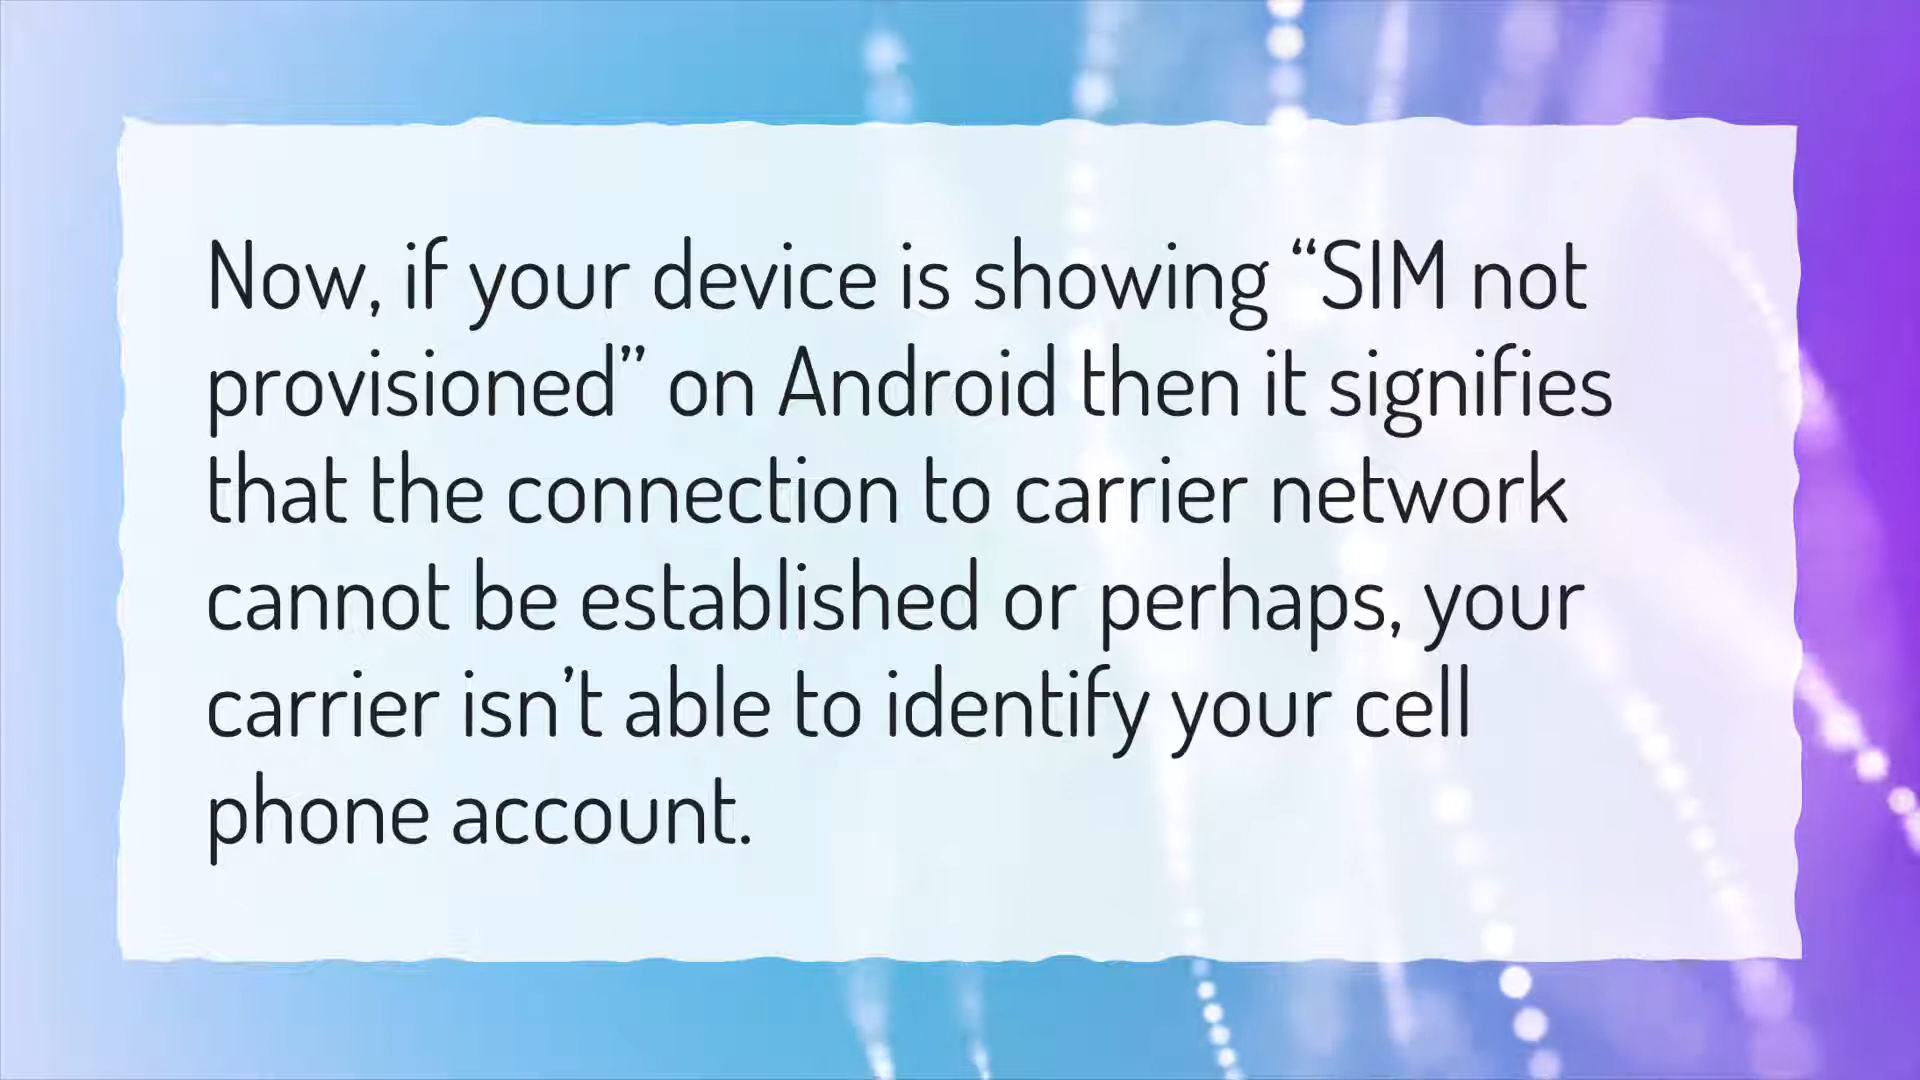 Now, if your device is showing “SIM not
provisioned” on Android then it signifies
that the connection to carrier network
cannot be established or perhaps, your
carrier isn’t able to identify your cell
phone account.